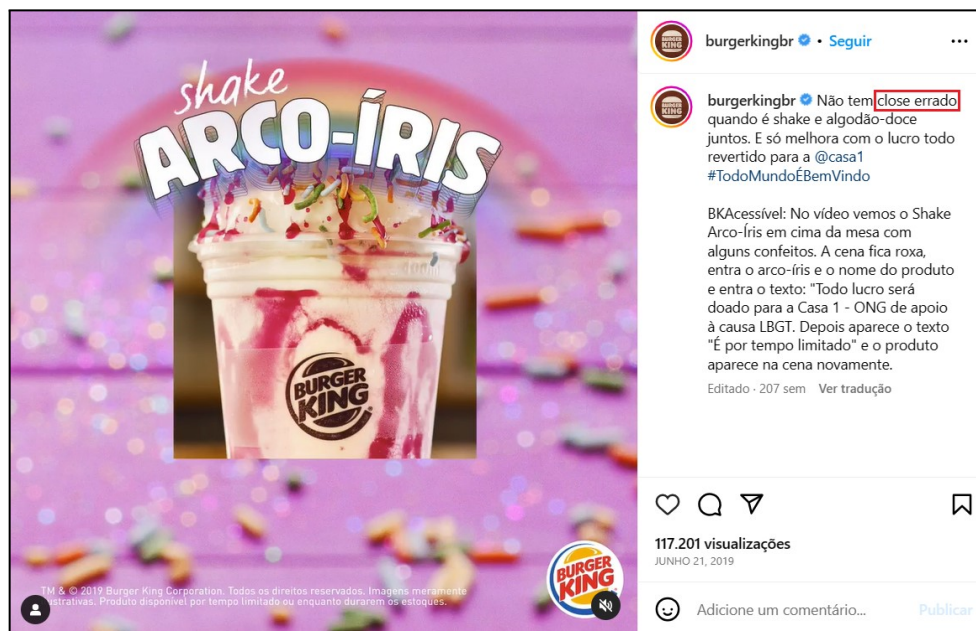 shake
ARCO-ÍRIS
BURGER
KING
TM & © 2019 Burger King Corporation. Todos os direitos reservados. Imagens meramente
ilustrativas. Produto disponível por tempo limitado ou enquanto durarem os estoques.
BURGER
KING
BURGER
KING
burgerkingbr • Seguir
BURGER
KING
burgerkingbr Não tem close errado
quando é shake e algodão-doce
juntos. E só melhora com o lucro todo
revertido para a @casa1
#TodoMundoÉBemVindo
BKAcessível: No vídeo vemos o Shake
Arco-Íris em cima da mesa com
alguns confeitos. A cena fica roxa,
entra o arco-íris e o nome do produto
e entra o texto: "Todo lucro será
doado para a Casa 1 - ONG de apoio
à causa LBGT. Depois aparece o texto
"É por tempo limitado" e o produto
aparece na cena novamente.
Editado · 207 sem Ver tradução
117.201 visualizações
JUNHO 21, 2019
Adicione um comentário... Publicar